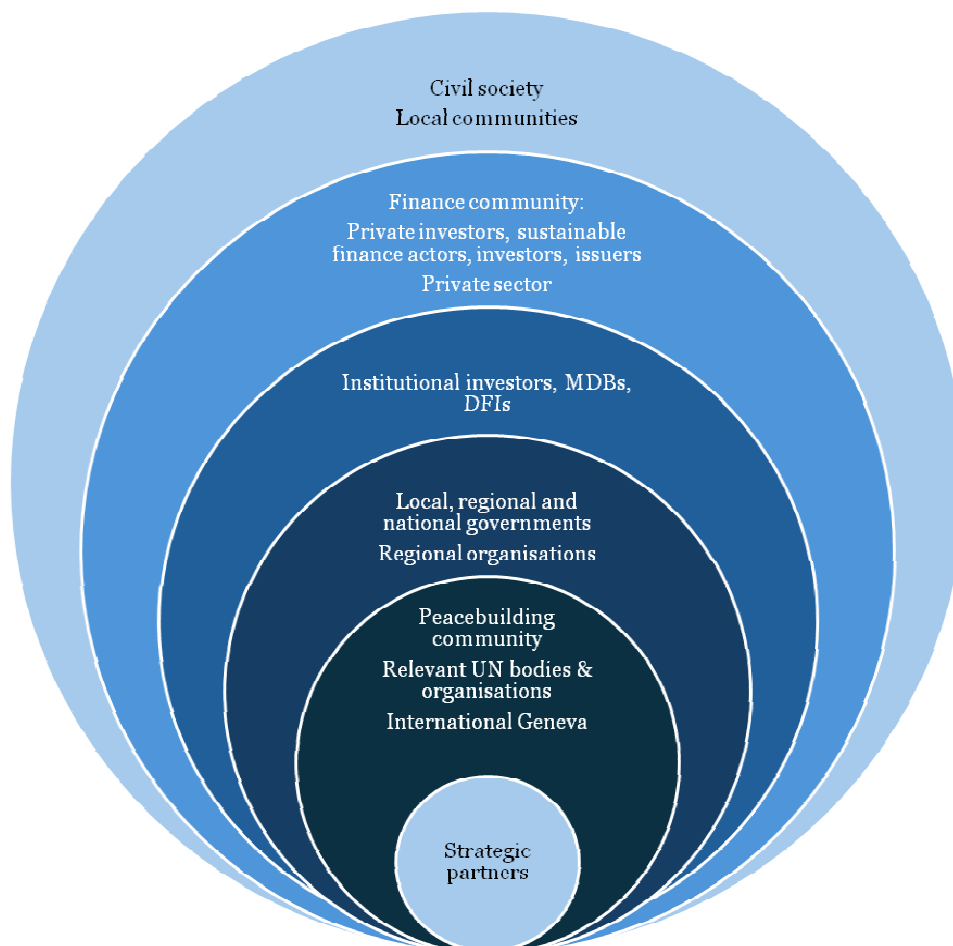 Civil society
Local communities
Finance community:
Private investors, sustainable
finance actors, investors, issuers
Private sector
Institutional investors, MDBs,
DFIs
Local, regional and
national governments
Regional organisations
Peacebuilding
community
Relevant UN bodies &
organisations
International Geneva
Strategic
partners